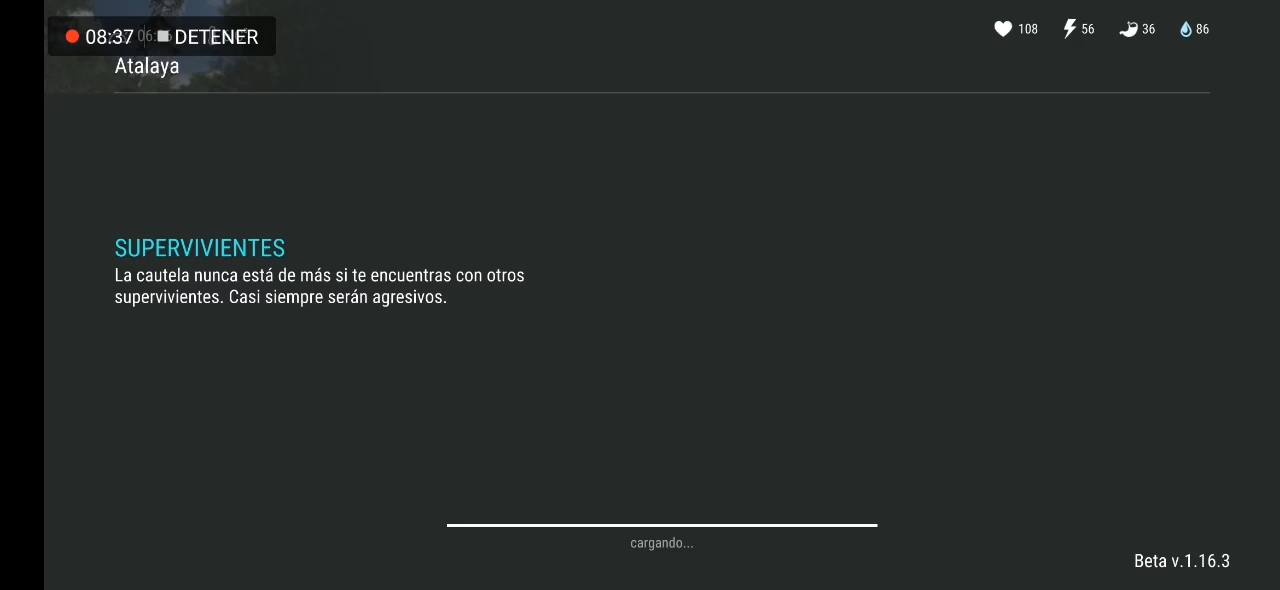 08:37 DETENER
108 56 36 86
Atalaya
SUPERVIVIENTES
La cautela nunca está de más si te encuentras con otros
supervivientes. Casi siempre serán agresivos.
cargando...
Beta v.1.16.3